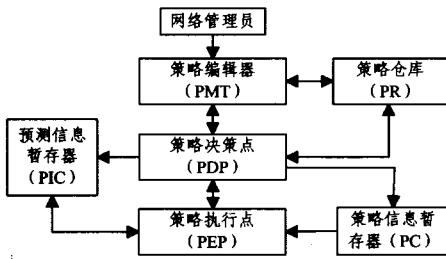 网络管理员
策略编辑器
(PMT)
策略仓库
(PR)
预测信息
暂存器
(PIC)
策略决策点
(PDP)
策略执行点
(PEP)
策略信息暂
存器(PC)